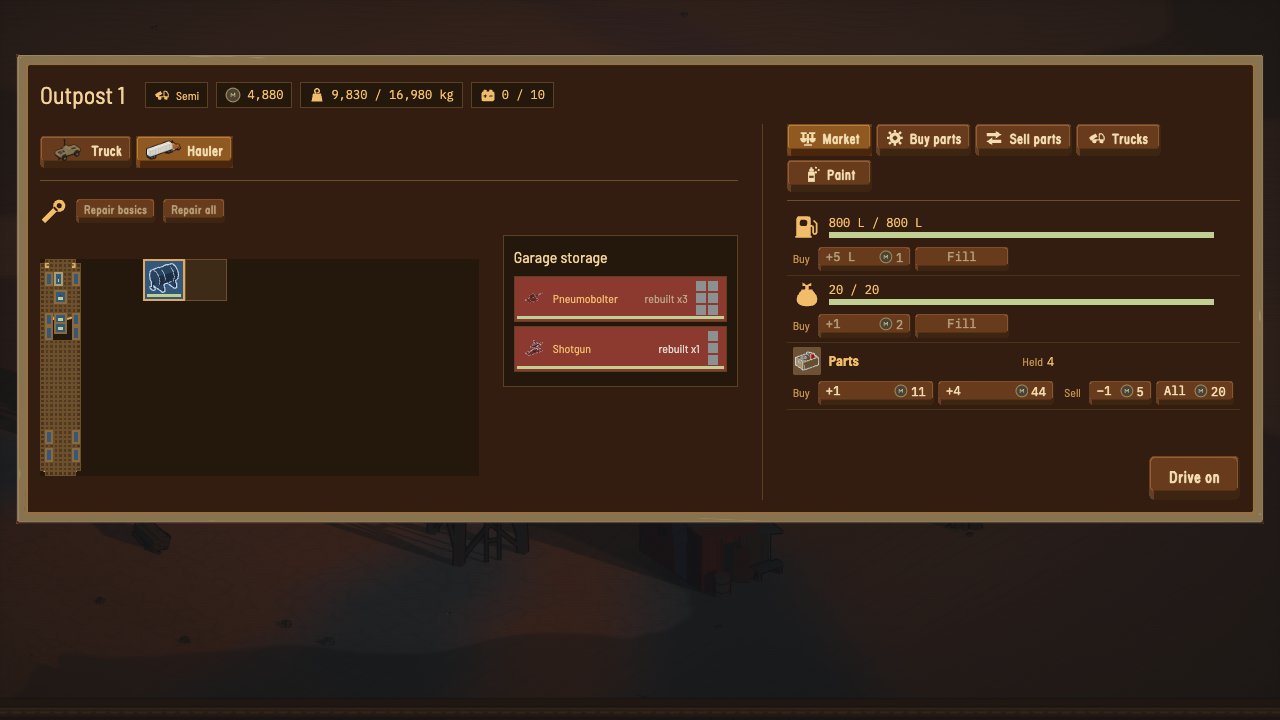 Outpost 1
Semi
4,880
9,830 / 16,980 kg
0 / 10
Truck
Hauler
Repair basics
Repair all
Garage storage
Pneumobolter
rebuilt x3
Shotgun
rebuilt x1
Market
Buy parts
Sell parts
Trucks
Paint
800 L / 800 L
Buy
+5 L
M 1
Fill
20 / 20
Buy
+1
M 2
Fill
Parts
Held 4
Buy
+1
M 11
+4
M 44
Sell
−1
M 5
All
M 20
Drive on